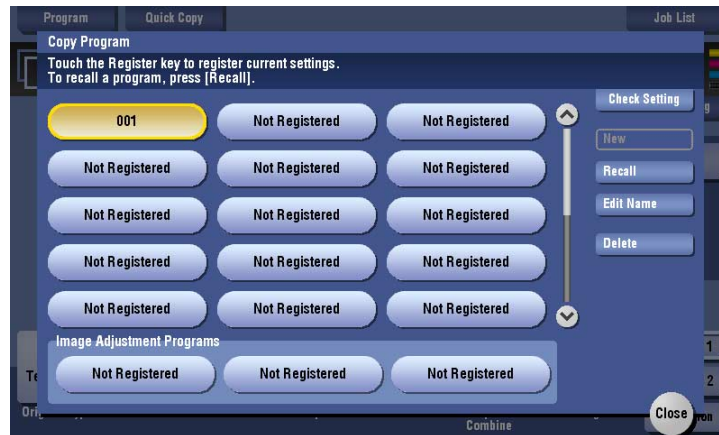 Program
Quick Copy
Job List
Copy Program
Touch the Register key to register current settings.
To recall a program, press [Recall].
001
Not Registered
Not Registered
Check Setting
New
Not Registered
Not Registered
Not Registered
Recall
Not Registered
Not Registered
Not Registered
Edit Name
Not Registered
Not Registered
Not Registered
Delete
Not Registered
Not Registered
Not Registered
Image Adjustment Programs
Not Registered
Not Registered
Not Registered
1
2
Close
Combine